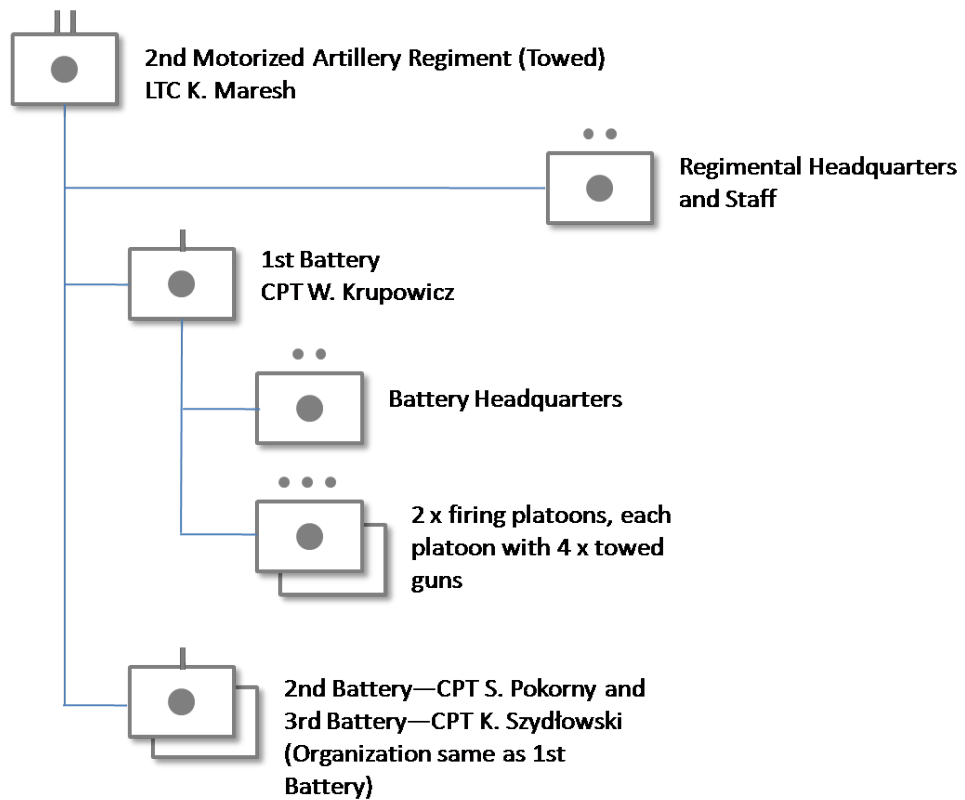 2nd Motorized Artillery Regiment (Towed)
LTC K. Maresh
Regimental Headquarters
and Staff
1st Battery
CPT W. Krupowicz
Battery Headquarters
2 x firing platoons, each
platoon with 4 x towed
guns
2nd Battery—CPT S. Pokorny and
3rd Battery—CPT K. Szydłowski
(Organization same as 1st
Battery)